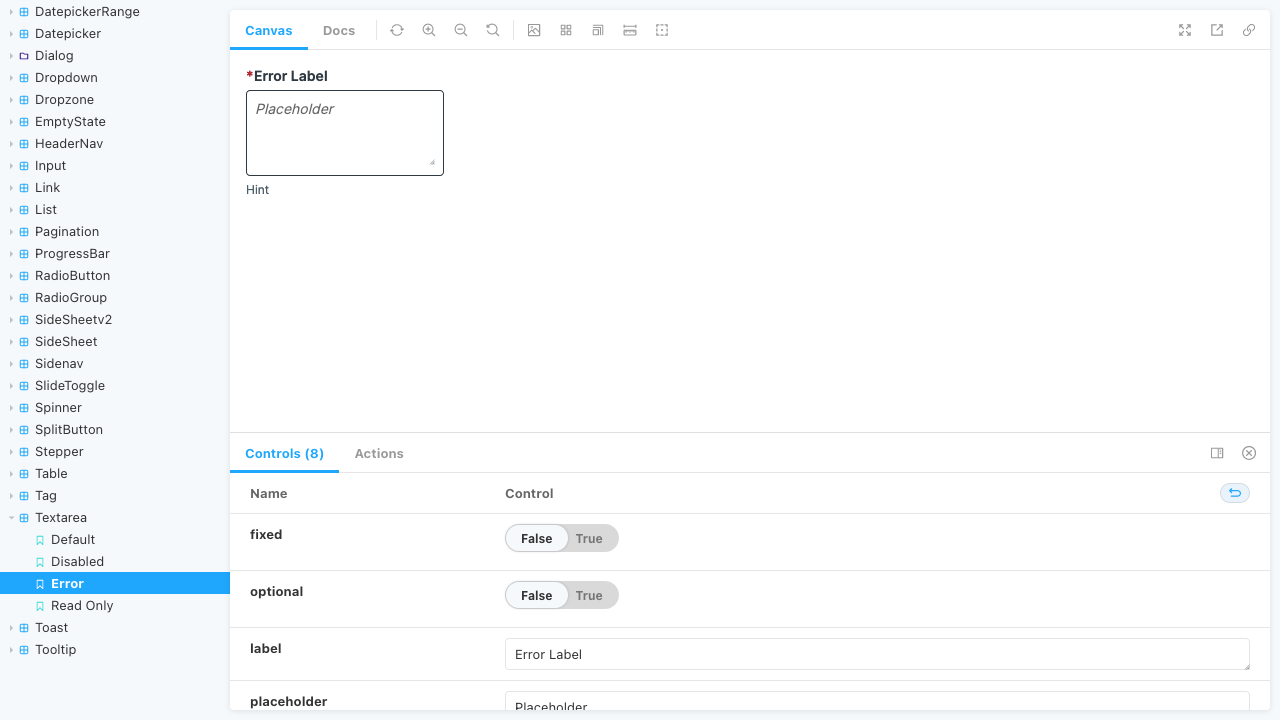 DatepickerRange
Datepicker
Dialog
Dropdown
Dropzone
EmptyState
HeaderNav
Input
Link
List
Pagination
ProgressBar
RadioButton
RadioGroup
SideSheetv2
SideSheet
Sidenav
SlideToggle
Spinner
SplitButton
Stepper
Table
Tag
Textarea
Default
Disabled
Error
Read Only
Toast
Tooltip
Canvas Docs
*Error Label
Placeholder
Hint
Controls (8) Actions
Name Control
fixed False True
optional False True
label Error Label
placeholder Placeholder